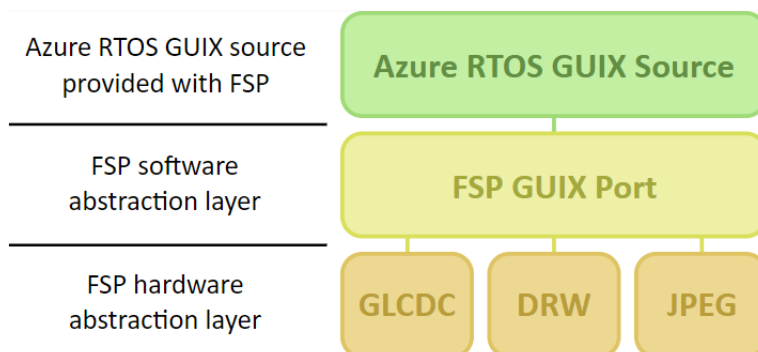 Azure RTOS GUIX source
provided with FSP
Azure RTOS GUIX Source
FSP software
abstraction layer
FSP GUIX Port
FSP hardware
abstraction layer
GLCDC
DRW
JPEG